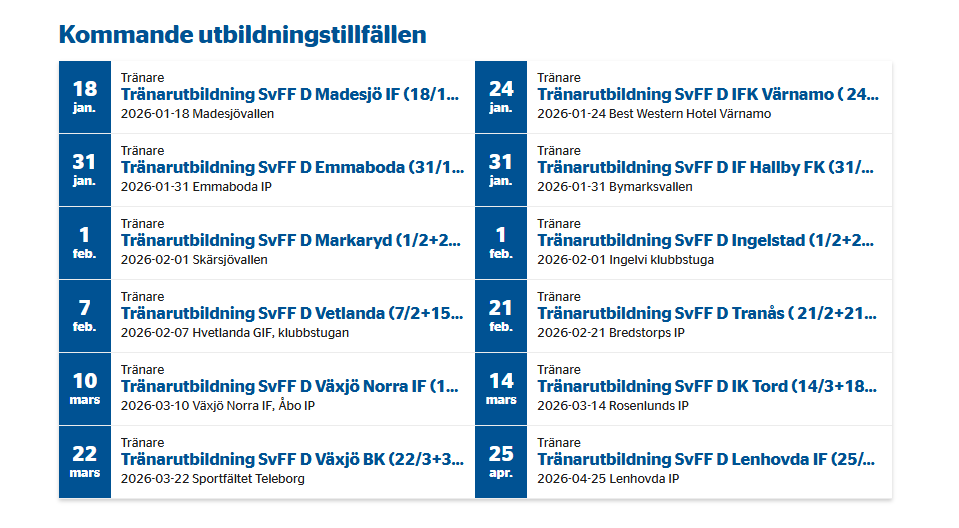 Kommande utbildningstillfällen
18
jan.
Tränare
Tränarutbildning SvFF D Madesjö IF (18/1...
2026-01-18 Madesjövallen
24
jan.
Tränare
Tränarutbildning SvFF D IFK Värnamo ( 24...
2026-01-24 Best Western Hotel Värnamo
31
jan.
Tränare
Tränarutbildning SvFF D Emmaboda (31/1...
2026-01-31 Emmaboda IP
31
jan.
Tränare
Tränarutbildning SvFF D IF Hallby FK (31/...
2026-01-31 Bymarksvallen
1
feb.
Tränare
Tränarutbildning SvFF D Markaryd (1/2+2...
2026-02-01 Skärsjövallen
1
feb.
Tränare
Tränarutbildning SvFF D Ingelstad (1/2+2...
2026-02-01 Ingelvi klubbstuga
7
feb.
Tränare
Tränarutbildning SvFF D Vetlanda (7/2+15...
2026-02-07 Hvetlanda GIF, klubbstugan
21
feb.
Tränare
Tränarutbildning SvFF D Tranås ( 21/2+21...
2026-02-21 Bredstorps IP
10
mars
Tränare
Tränarutbildning SvFF D Växjö Norra IF (1...
2026-03-10 Växjö Norra IF, Åbo IP
14
mars
Tränare
Tränarutbildning SvFF D IK Tord (14/3+18...
2026-03-14 Rosenlunds IP
22
mars
Tränare
Tränarutbildning SvFF D Växjö BK (22/3+3...
2026-03-22 Sportfältet Teleborg
25
apr.
Tränare
Tränarutbildning SvFF D Lenhovda IF (25/...
2026-04-25 Lenhovda IP